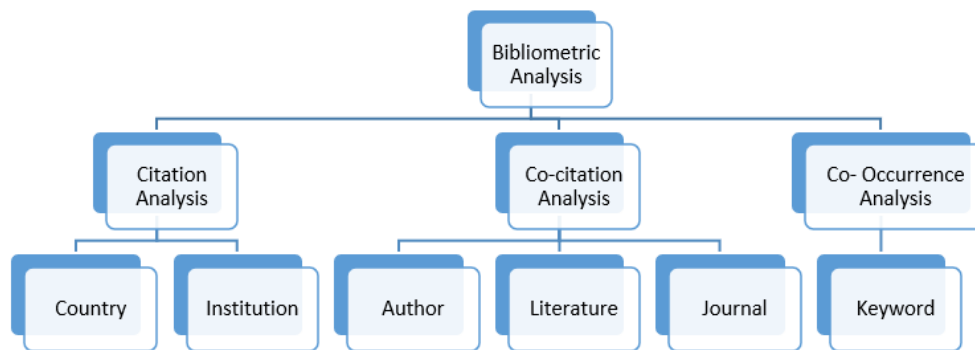 Bibliometric
Analysis
Citation
Analysis
Co-citation
Analysis
Co- Occurrence
Analysis
Country
Institution
Author
Literature
Journal
Keyword